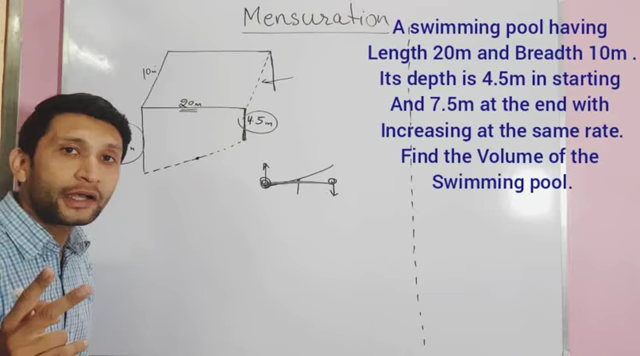 Mensuration
A swimming pool having
Length 20m and Breadth 10m .
Its depth is 4.5m in starting
And 7.5m at the end with
Increasing at the same rate.
Find the Volume of the
Swimming pool.
10m
20m
4.5m